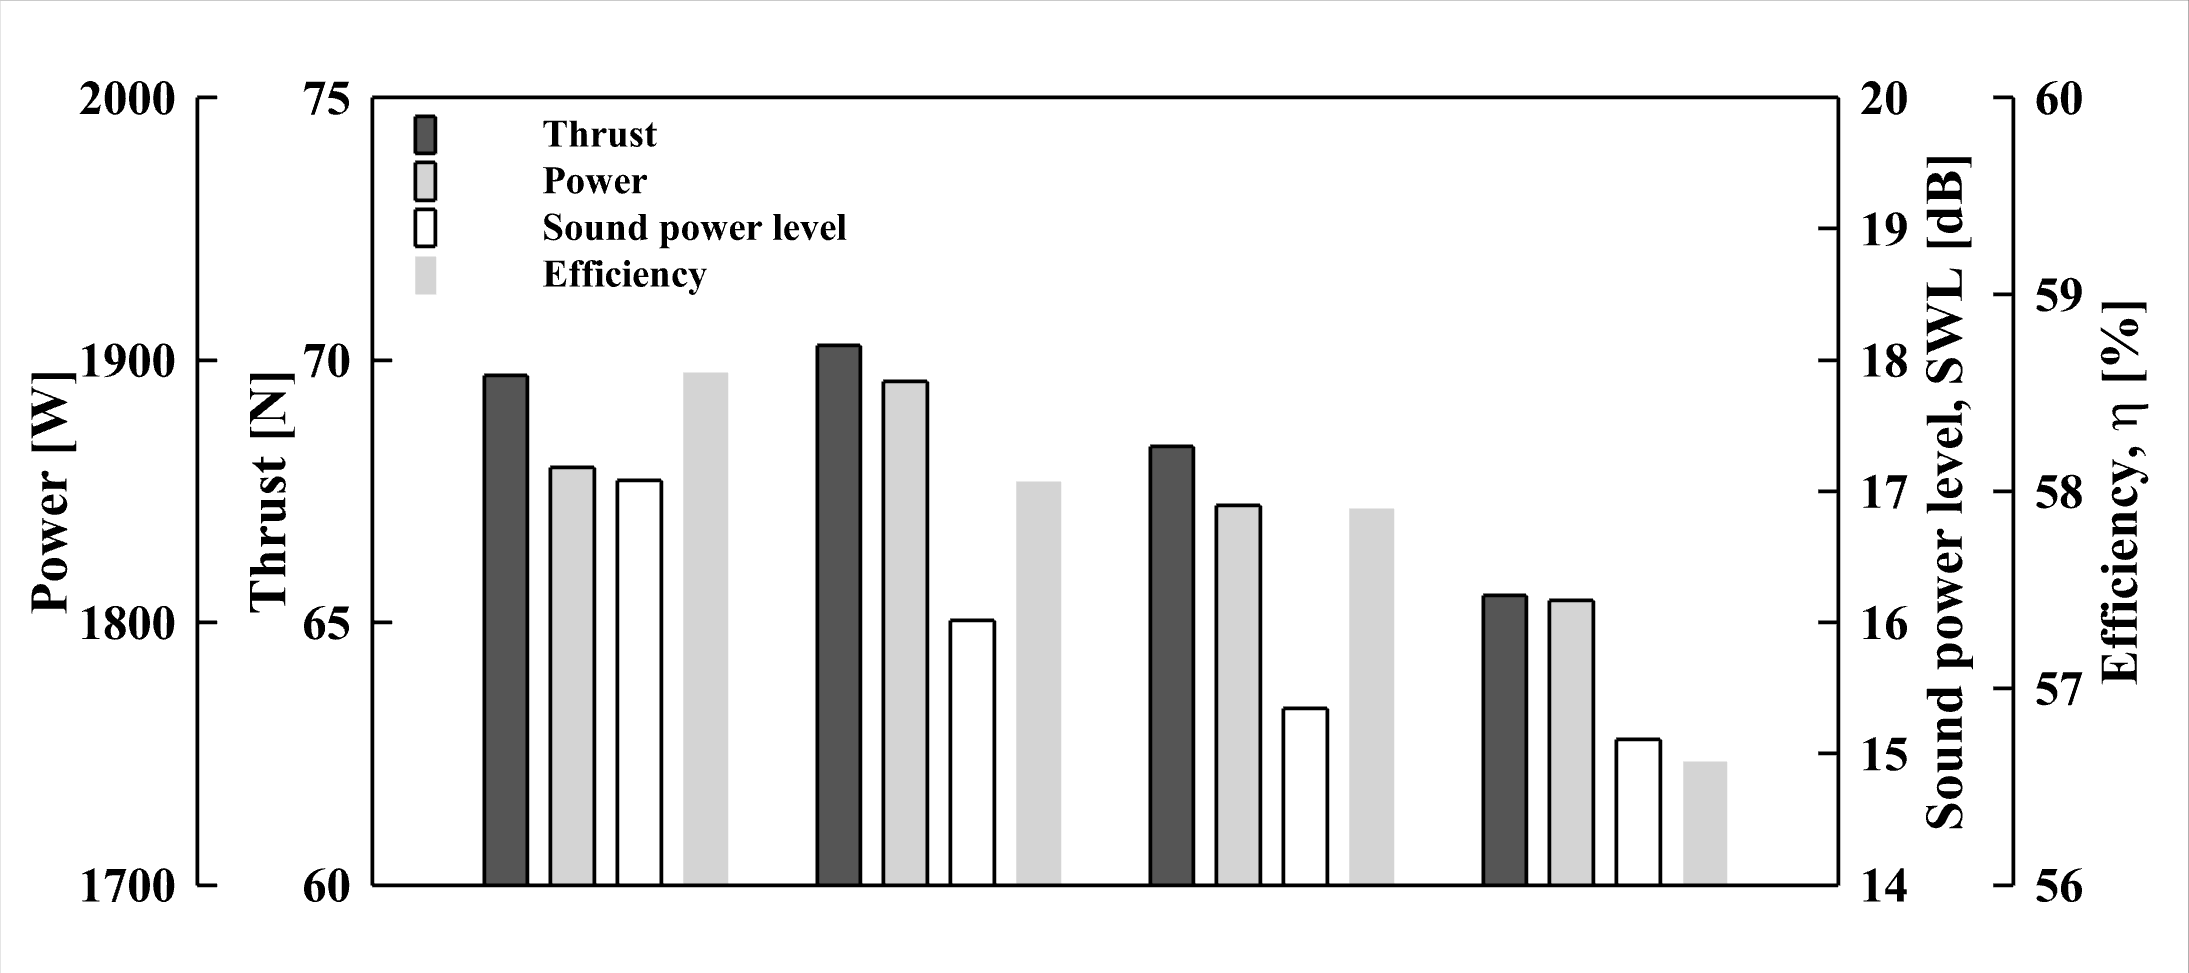 Power [W]
2000
1900
1800
1700
Thrust [N]
75
70
65
60
Thrust
Power
Sound power level
Efficiency
20
19
18
17
16
15
14
Sound power level, SWL [dB]
60
59
58
57
56
Efficiency, η [%]